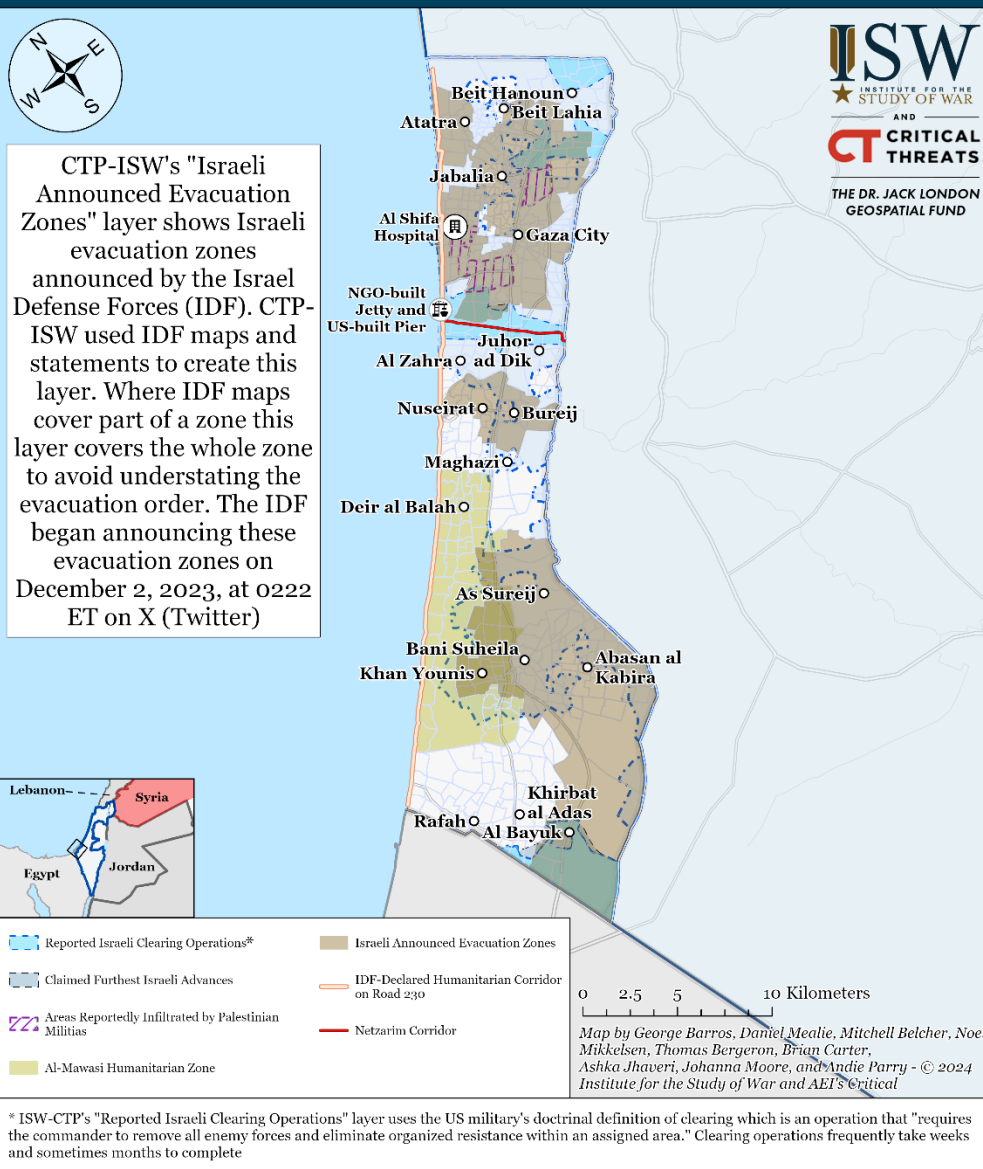 N
E
W
S
ISW
INSTITUTE FOR THE
STUDY OF WAR
AND
CT CRITICAL
THREATS
THE DR. JACK LONDON
GEOSPATIAL FUND
CTP-ISW's "Israeli
Announced Evacuation
Zones" layer shows Israeli
evacuation zones
announced by the Israel
Defense Forces (IDF). CTP-
ISW used IDF maps and
statements to create this
layer. Where IDF maps
cover part of a zone this
layer covers the whole zone
to avoid understating the
evacuation order. The IDF
began announcing these
evacuation zones on
December 2, 2023, at 0222
ET on X (Twitter)
Beit Hanoun
Beit Lahia
Atatra
Jabalia
Al Shifa
Hospital
Gaza City
NGO-built
Jetty and
US-built Pier
Juhor
ad Dik
Al Zahra
Nuseirat
Bureij
Maghazi
Deir al Balah
As Sureij
Bani Suheila
Abasan al
Kabira
Khan Younis
Khirbat
al Adas
Rafah
Al Bayuk
Lebanon
Syria
Egypt
Jordan
Reported Israeli Clearing Operations*
Claimed Furthest Israeli Advances
Areas Reportedly Infiltrated by Palestinian
Militias
Al-Mawasi Humanitarian Zone
Israeli Announced Evacuation Zones
IDF-Declared Humanitarian Corridor
on Road 230
Netzarim Corridor
0 2.5 5 10 Kilometers
Map by George Barros, Daniel Mealie, Mitchell Belcher, Noe
Mikkelsen, Thomas Bergeron, Brian Carter,
Ashka Jhaveri, Johanna Moore, and Andie Parry - © 2024
Institute for the Study of War and AEI's Critical
* ISW-CTP's "Reported Israeli Clearing Operations" layer uses the US military's doctrinal definition of clearing which is an operation that "requires
the commander to remove all enemy forces and eliminate organized resistance within an assigned area." Clearing operations frequently take weeks
and sometimes months to complete